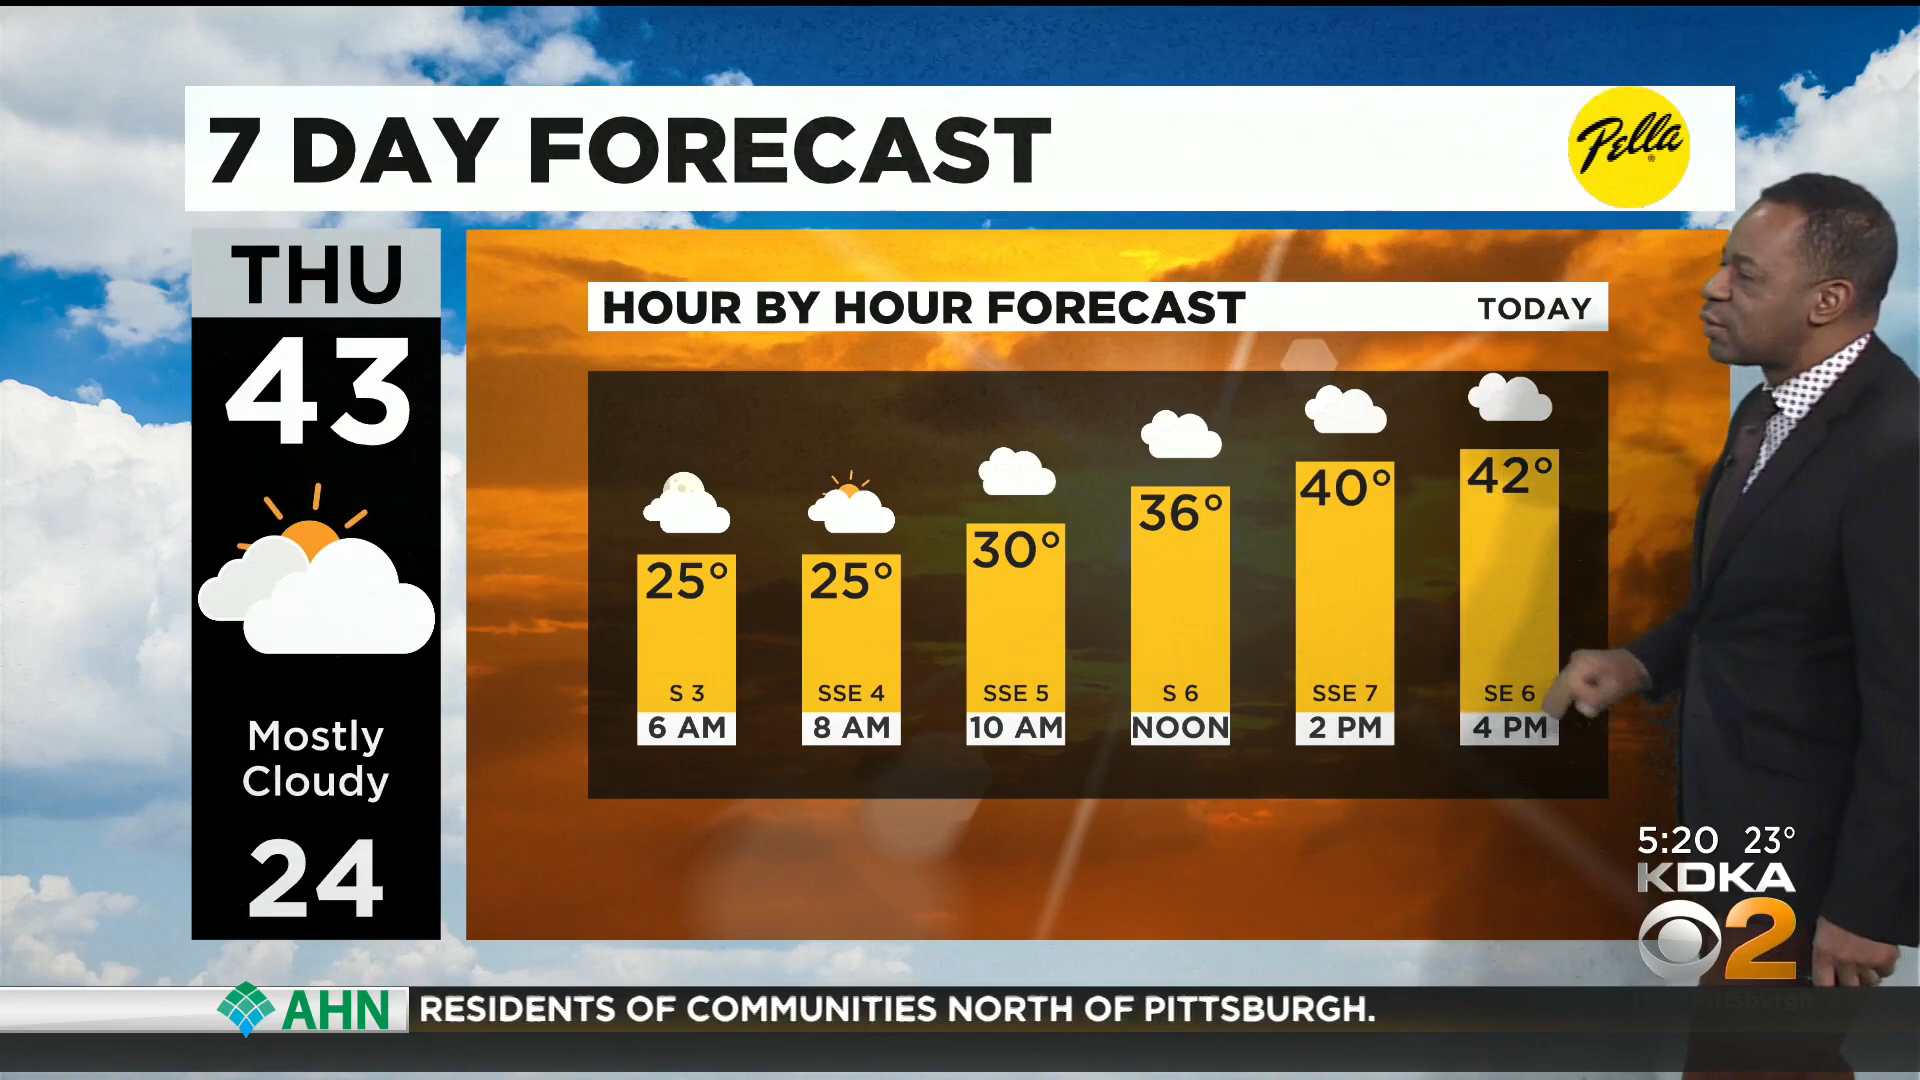 7 DAY FORECAST
Pella
THU
43
Mostly
Cloudy
24
HOUR BY HOUR FORECAST TODAY
25° 25° 30° 36° 40° 42°
S 3 SSE 4 SSE 5 S 6 SSE 7 SE 6
6 AM 8 AM 10 AM NOON 2 PM 4 PM
5:20 23°
KDKA
2
AHN RESIDENTS OF COMMUNITIES NORTH OF PITTSBURGH.